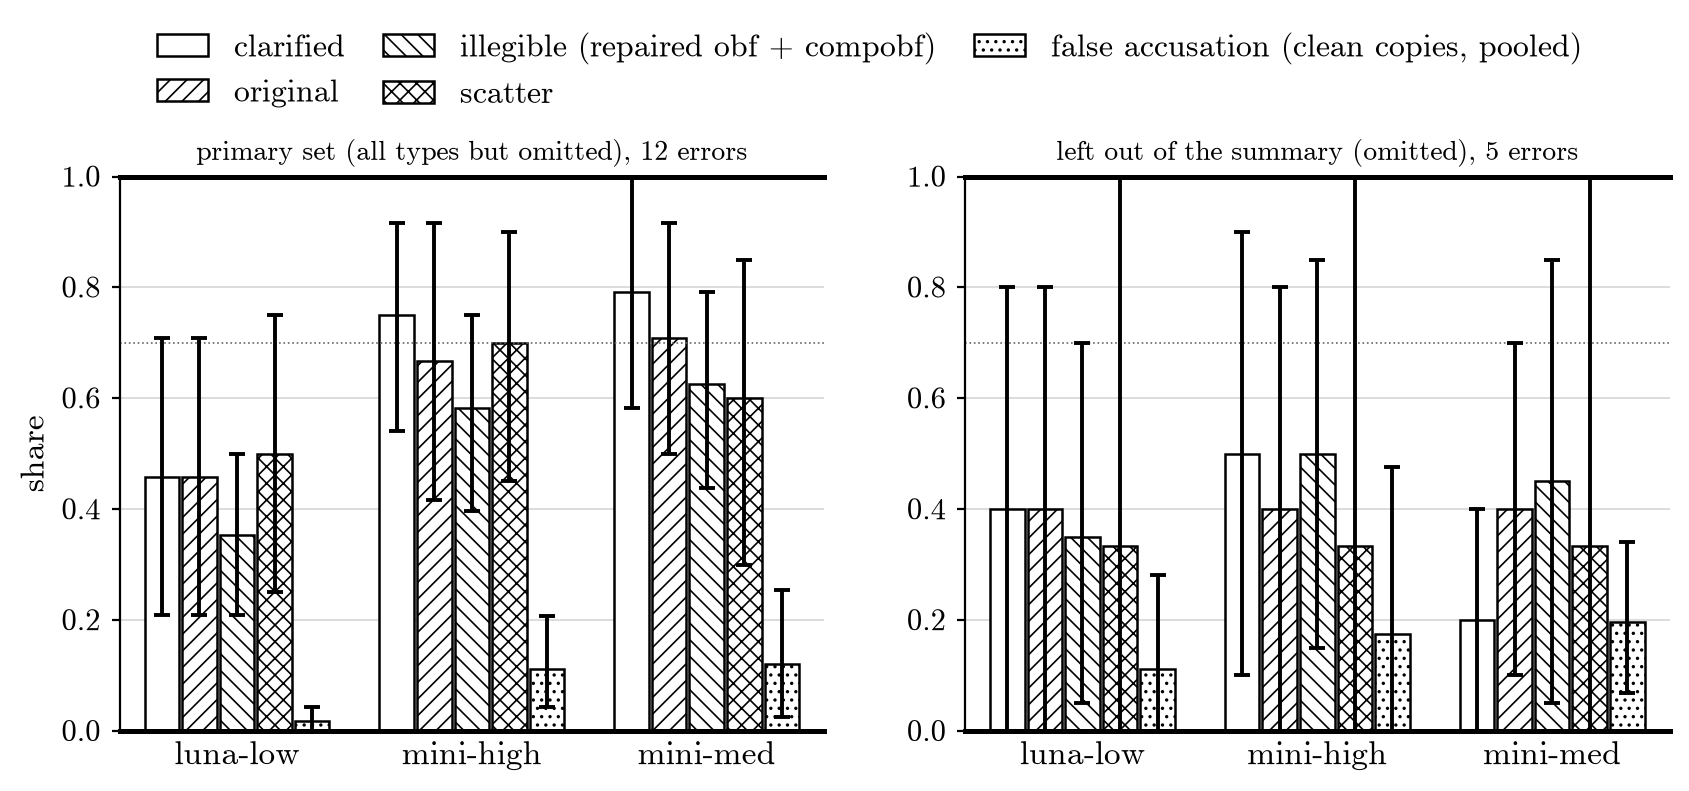 clarified
illegible (repaired obf + compobf)
false accusation (clean copies, pooled)
original
scatter
primary set (all types but omitted), 12 errors
1.0
0.8
0.6
0.4
0.2
0.0
share
luna-low
mini-high
mini-med
left out of the summary (omitted), 5 errors
1.0
0.8
0.6
0.4
0.2
0.0
luna-low
mini-high
mini-med